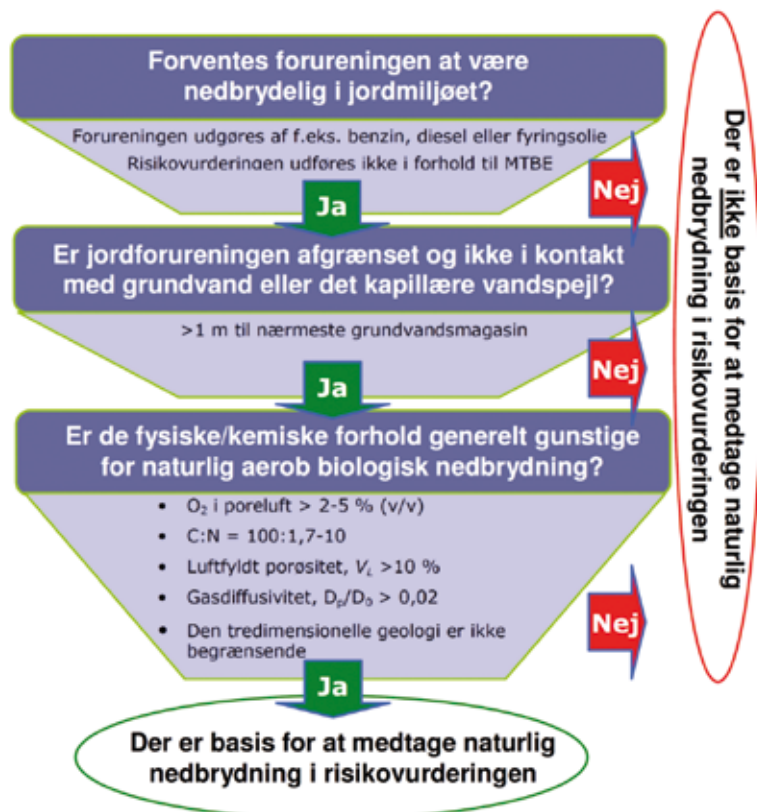 Forventes forureningen at være
nedbrydelig i jordmiljøet?
Forureningen udgøres af f.eks. benzin, diesel eller fyringsolie
Risikovurderingen udføres ikke i forhold til MTBE
Ja
Nej
Er jordforureningen afgrænset og ikke i kontakt
med grundvand eller det kapillære vandspejl?
>1 m til nærmeste grundvandsmagasin
Ja
Nej
Er de fysiske/kemiske forhold generelt gunstige
for naturlig aerob biologisk nedbrydning?
• O₂ i poreluft > 2-5 % (v/v)
• C:N = 100:1,7-10
• Luftfyldt porøsitet, V_L >10 %
• Gasdiffusivitet, Dₚ/D₀ > 0,02
• Den tredimensionelle geologi er ikke
begrænsende
Ja
Nej
Der er basis for at medtage naturlig
nedbrydning i risikovurderingen
Der er ikke basis for at medtage naturlig
nedbrydning i risikovurderingen